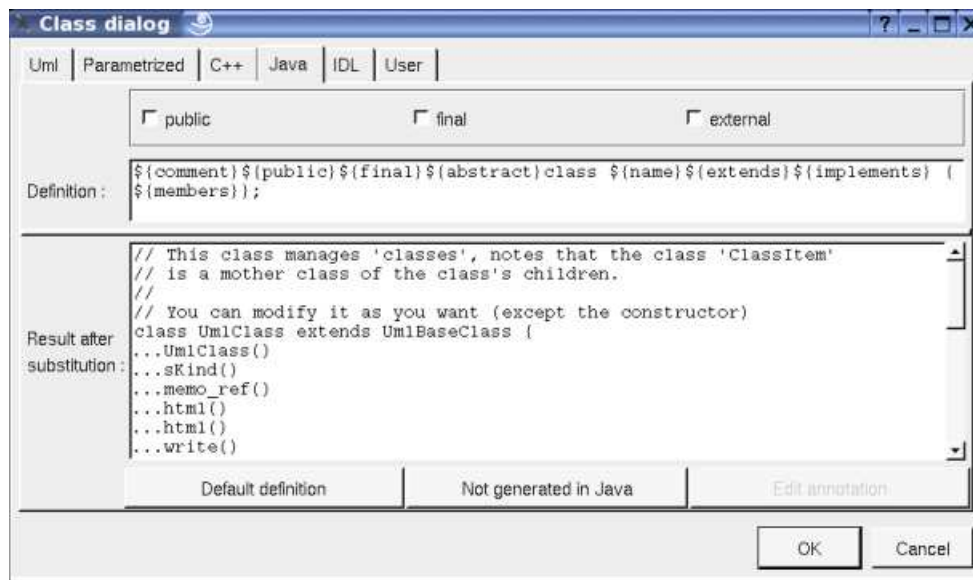 Class dialog
Uml Parametrized C++ Java IDL User
public final external
Definition :
${comment}${public}${final}${abstract}class ${name}${extends}${implements} {
${members}};
Result after
substitution :
// This class manages 'classes', notes that the class 'ClassItem'
// is a mother class of the class's children.
//
// You can modify it as you want (except the constructor)
class UmlClass extends UmlBaseClass {
...UmlClass()
...sKind()
...memo_ref()
...html()
...html()
...write()
Default definition Not generated in Java Edit annotation
OK Cancel